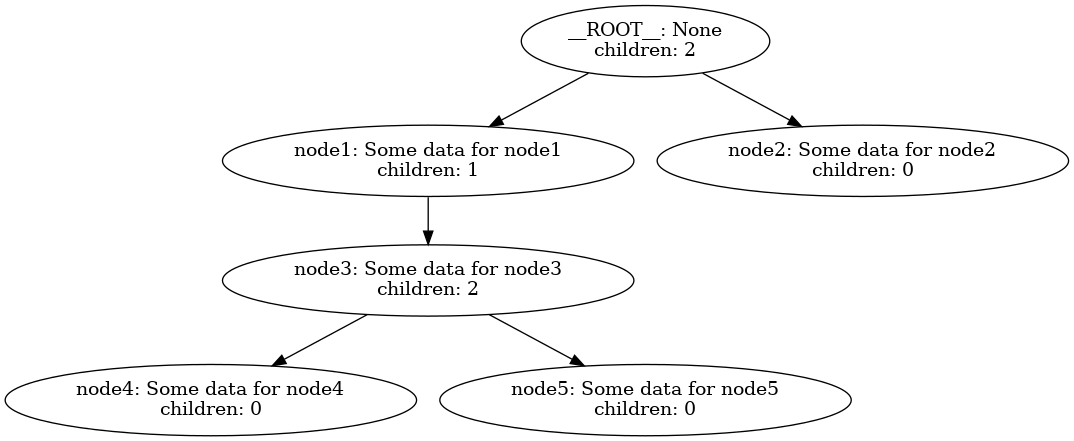 __ROOT__: None
children: 2
node1: Some data for node1
children: 1
node2: Some data for node2
children: 0
node3: Some data for node3
children: 2
node4: Some data for node4
children: 0
node5: Some data for node5
children: 0